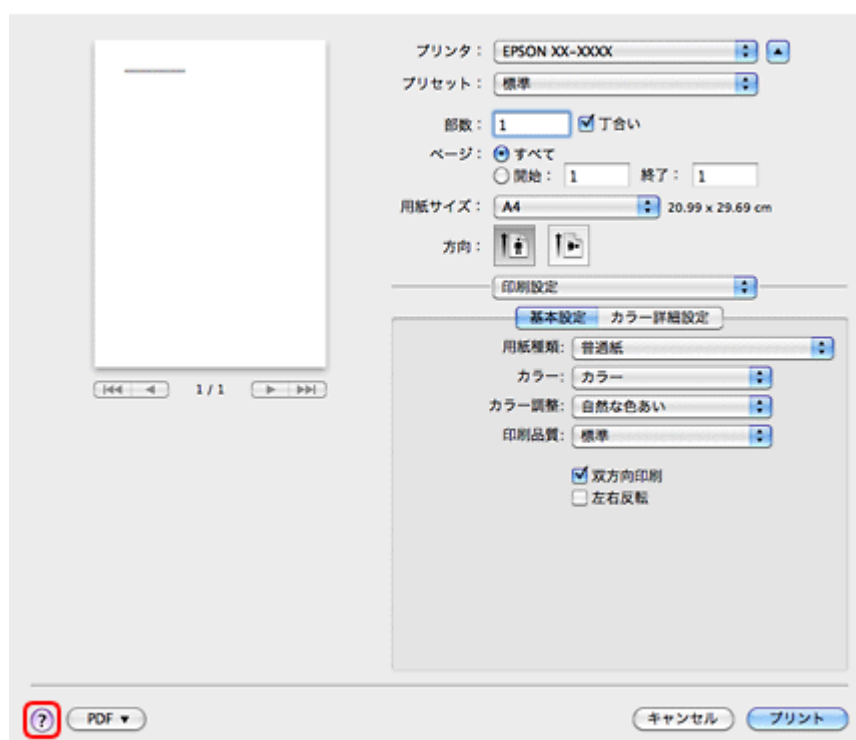 プリンタ： EPSON XX-XXXX
プリセット： 標準
部数： 1 丁合い
ページ： すべて
開始： 1 終了： 1
用紙サイズ： A4 20.99 x 29.69 cm
方向：
印刷設定
基本設定 カラー詳細設定
用紙種類: 普通紙
カラー: カラー
カラー調整: 自然な色あい
印刷品質: 標準
双方向印刷
左右反転
1 / 1
? PDF ▼ キャンセル プリント